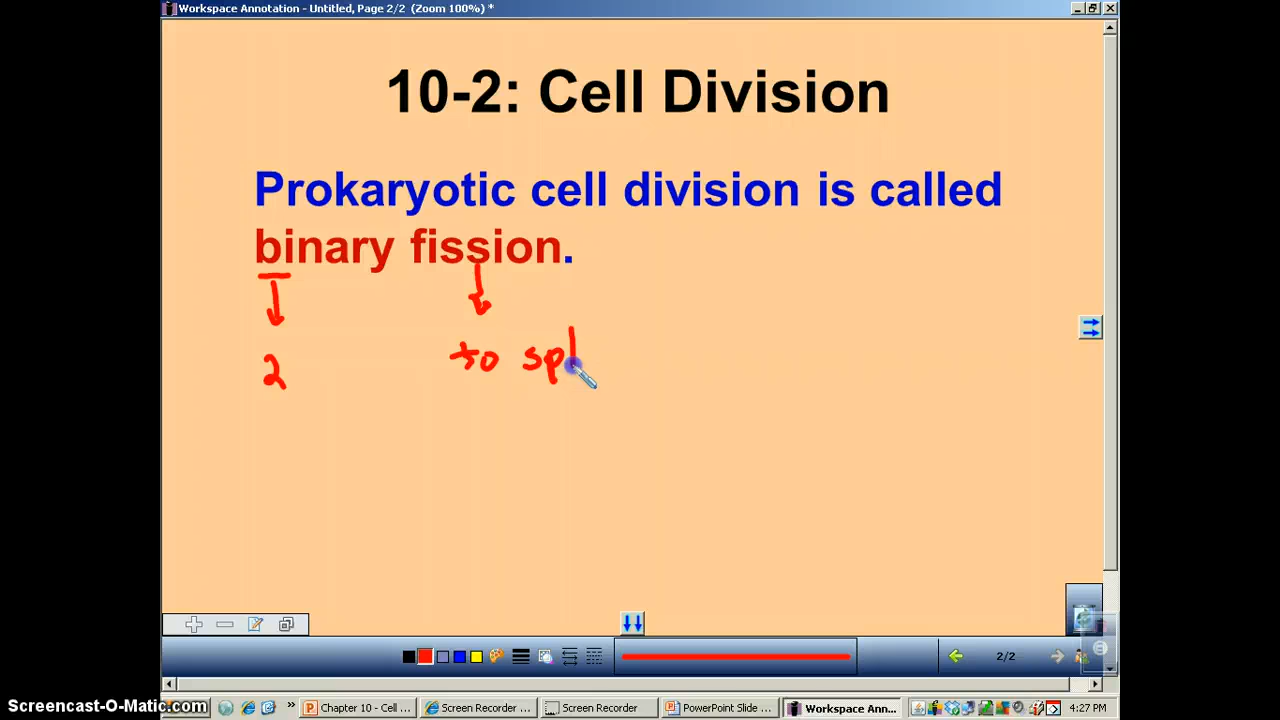 Workspace Annotation - Untitled, Page 2/2 (Zoom 100%) *
10-2: Cell Division
Prokaryotic cell division is called
binary fission.
2 to spl
2/2
Screencast-O-Matic.com
» Chapter 10 - Cell ... Screen Recorder ... Screen Recorder PowerPoint Slide ... Workspace Annotation... 4:27 PM